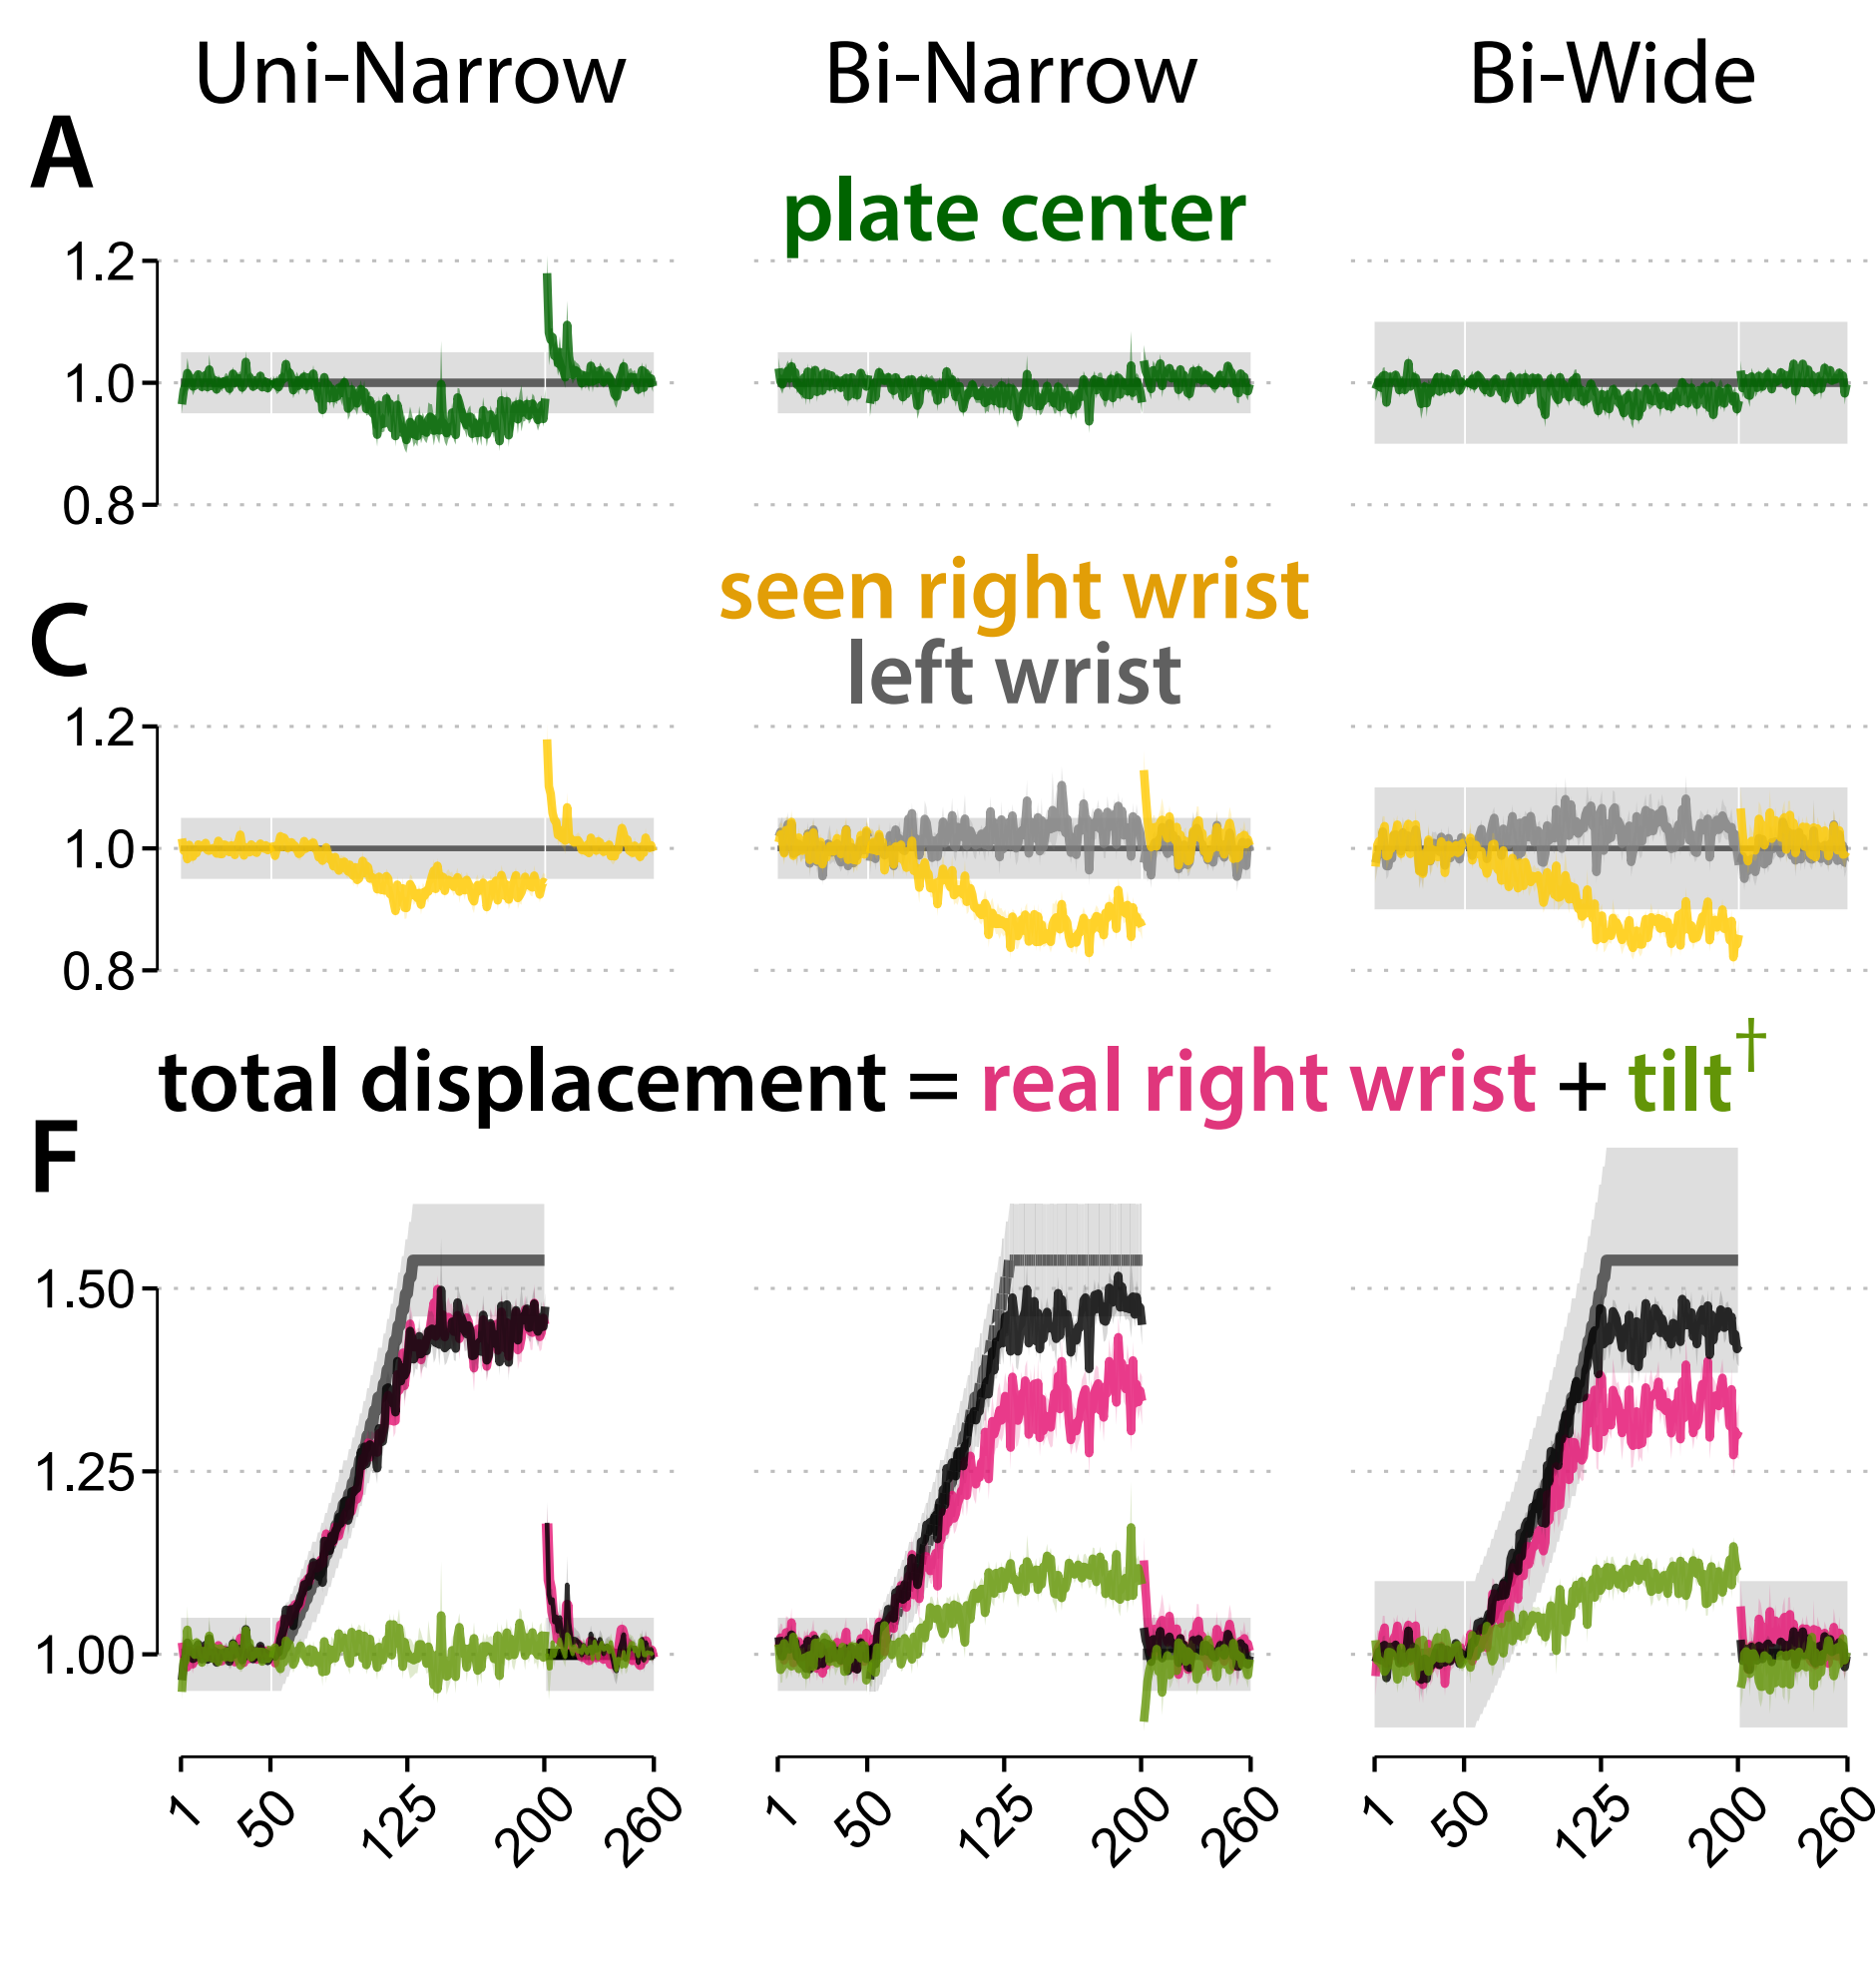 Uni-Narrow Bi-Narrow Bi-Wide
A
plate center
1.2
1.0
0.8
seen right wrist
C
left wrist
1.2
1.0
0.8
total displacement = real right wrist + tilt†
F
1.50
1.25
1.00
1 50 125 200 260 1 50 125 200 260 1 50 125 200 260